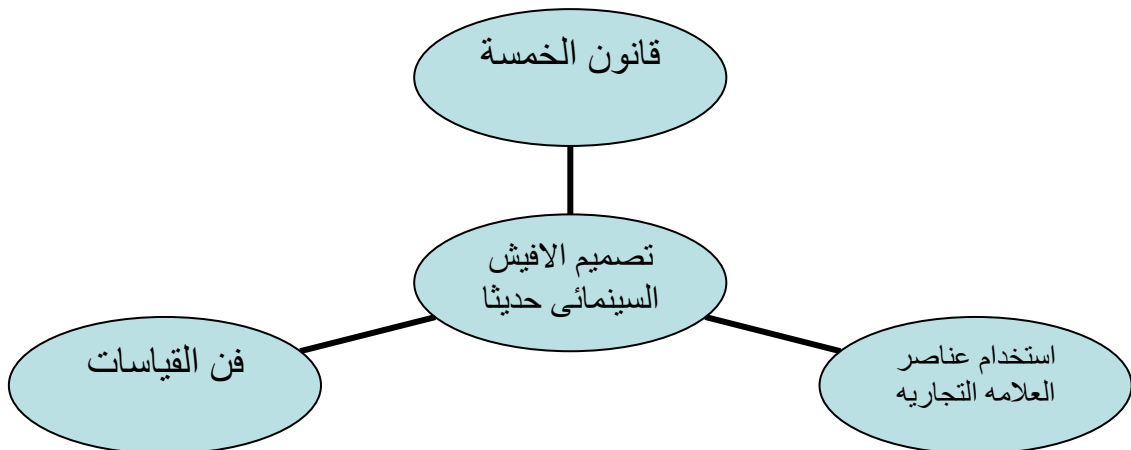 قانون الخمسة
تصميم الافيش
السينمائى حديثا
استخدام عناصر
العلامه التجاريه
فن القياسات